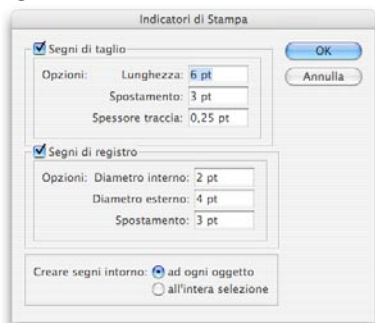 Indicatori di Stampa
Segni di taglio
OK
Opzioni: Lunghezza: 6 pt
Annulla
Spostamento: 3 pt
Spessore traccia: 0,25 pt
Segni di registro
Opzioni: Diametro interno: 2 pt
Diametro esterno: 4 pt
Spostamento: 3 pt
Creare segni intorno: ad ogni oggetto
all'intera selezione